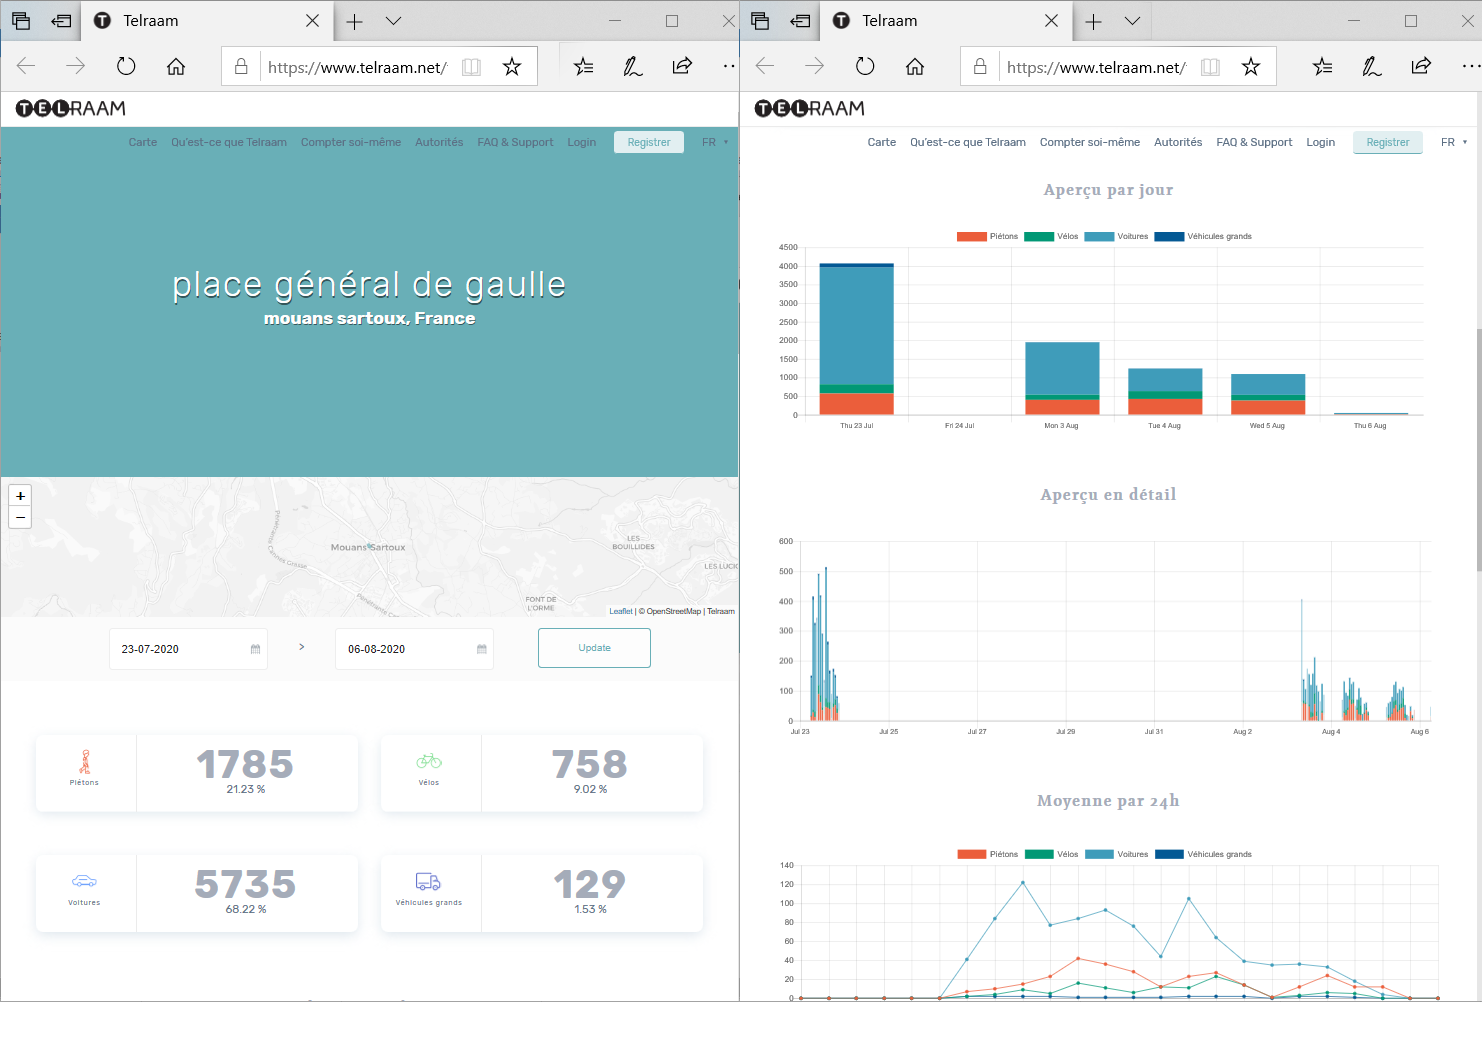 Telraam
https://www.telraam.net/
TELRAAM
Carte Qu'est-ce que Telraam Compter soi-même Autorités FAQ & Support Login Registrer FR
place général de gaulle
mouans sartoux, France
+
−
Pénétrante Cannes Grasse
Mouans-Sartoux
LES
BOUILLIDES
FONT DE
L'ORME
Leaflet | © OpenStreetMap | Telraam
23-07-2020 > 06-08-2020 Update
Piétons
1785
21.23 %
Vélos
758
9.02 %
Voitures
5735
68.22 %
Véhicules grands
129
1.53 %
Telraam
https://www.telraam.net/
TELRAAM
Carte Qu'est-ce que Telraam Compter soi-même Autorités FAQ & Support Login Registrer FR
Aperçu par jour
Piétons Vélos Voitures Véhicules grands
4500
4000
3500
3000
2500
2000
1500
1000
500
0
Thu 23 Jul Fri 24 Jul Mon 3 Aug Tue 4 Aug Wed 5 Aug Thu 6 Aug
Aperçu en détail
600
500
400
300
200
100
0
Jul 23 Jul 25 Jul 27 Jul 29 Jul 31 Aug 2 Aug 4 Aug 6
Moyenne par 24h
Piétons Vélos Voitures Véhicules grands
140
120
100
80
60
40
20
0